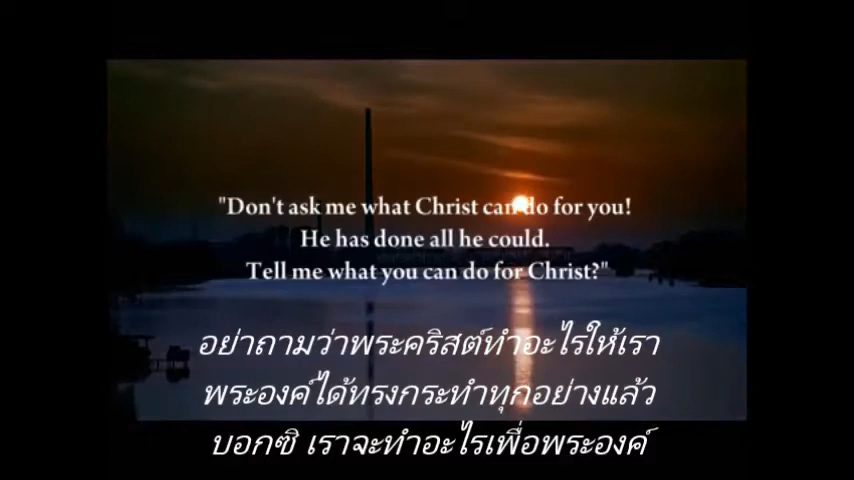 "Don't ask me what Christ can do for you!
He has done all he could.
Tell me what you can do for Christ?"
อย่าถามว่าพระคริสต์ทำอะไรให้เรา
พระองค์ได้ทรงกระทำทุกอย่างแล้ว
บอกซิ เราจะทำอะไรเพื่อพระองค์